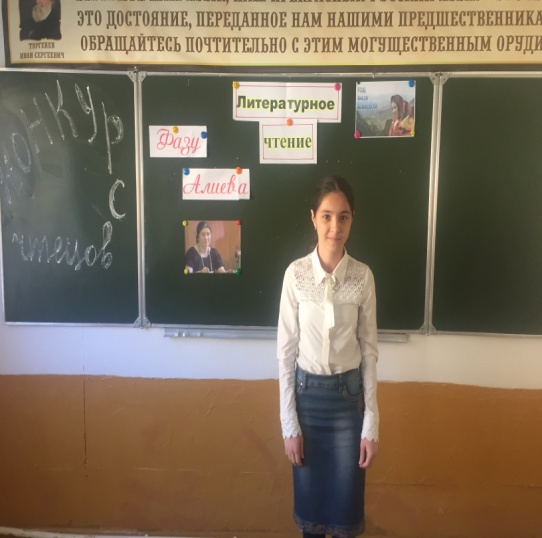 ЭТО ДОСТОЯНИЕ, ПЕРЕДАННОЕ НАМ НАШИМИ ПРЕДШЕСТВЕННИКА
ОБРАЩАЙТЕСЬ ПОЧТИТЕЛЬНО С ЭТИМ МОГУЩЕСТВЕННЫМ ОРУДИ
ТУРГЕНЕВ
ИВАН СЕРГЕЕВИЧ
КОНКУРС
чтецов
Литературное
чтение
Фазу
Алиева